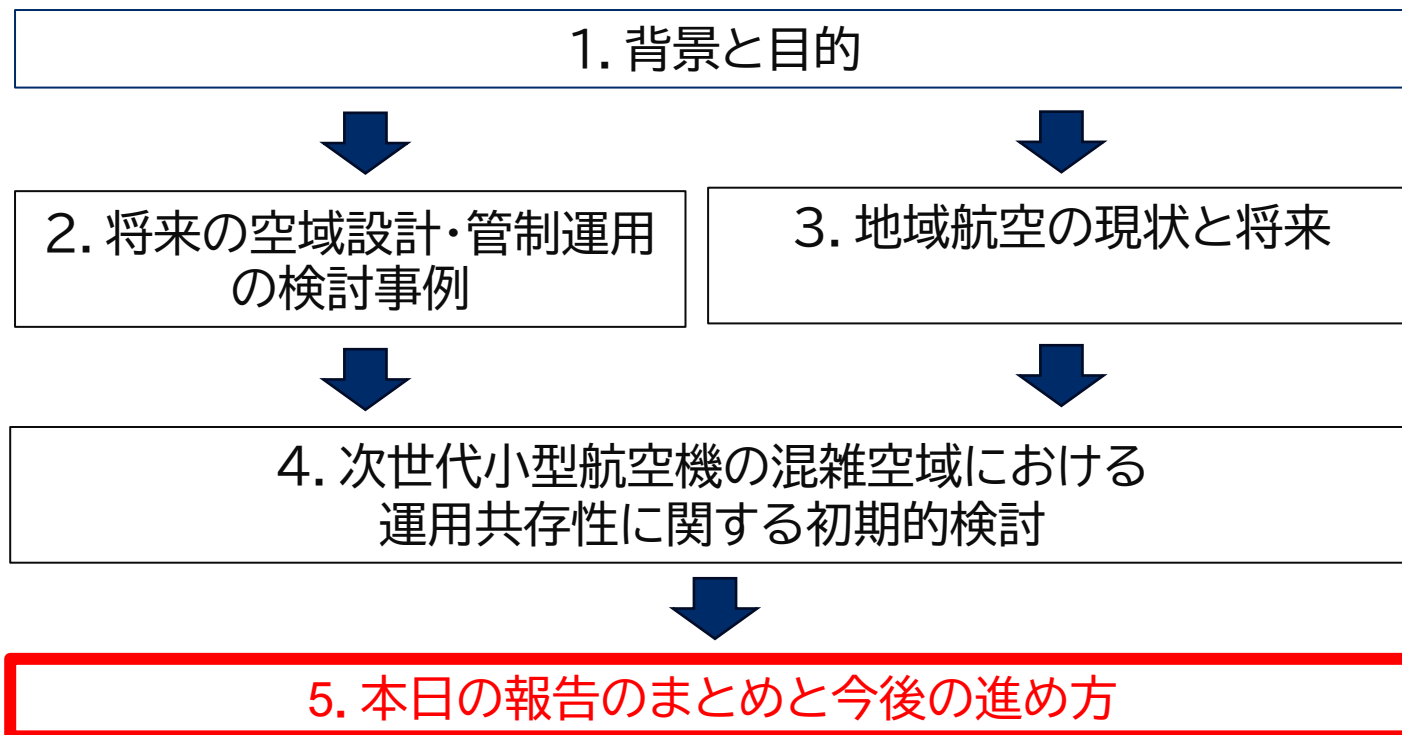 1. 背景と目的
2. 将来の空域設計・管制運用
の検討事例
3. 地域航空の現状と将来
4. 次世代小型航空機の混雑空域における
運用共存性に関する初期的検討
5. 本日の報告のまとめと今後の進め方